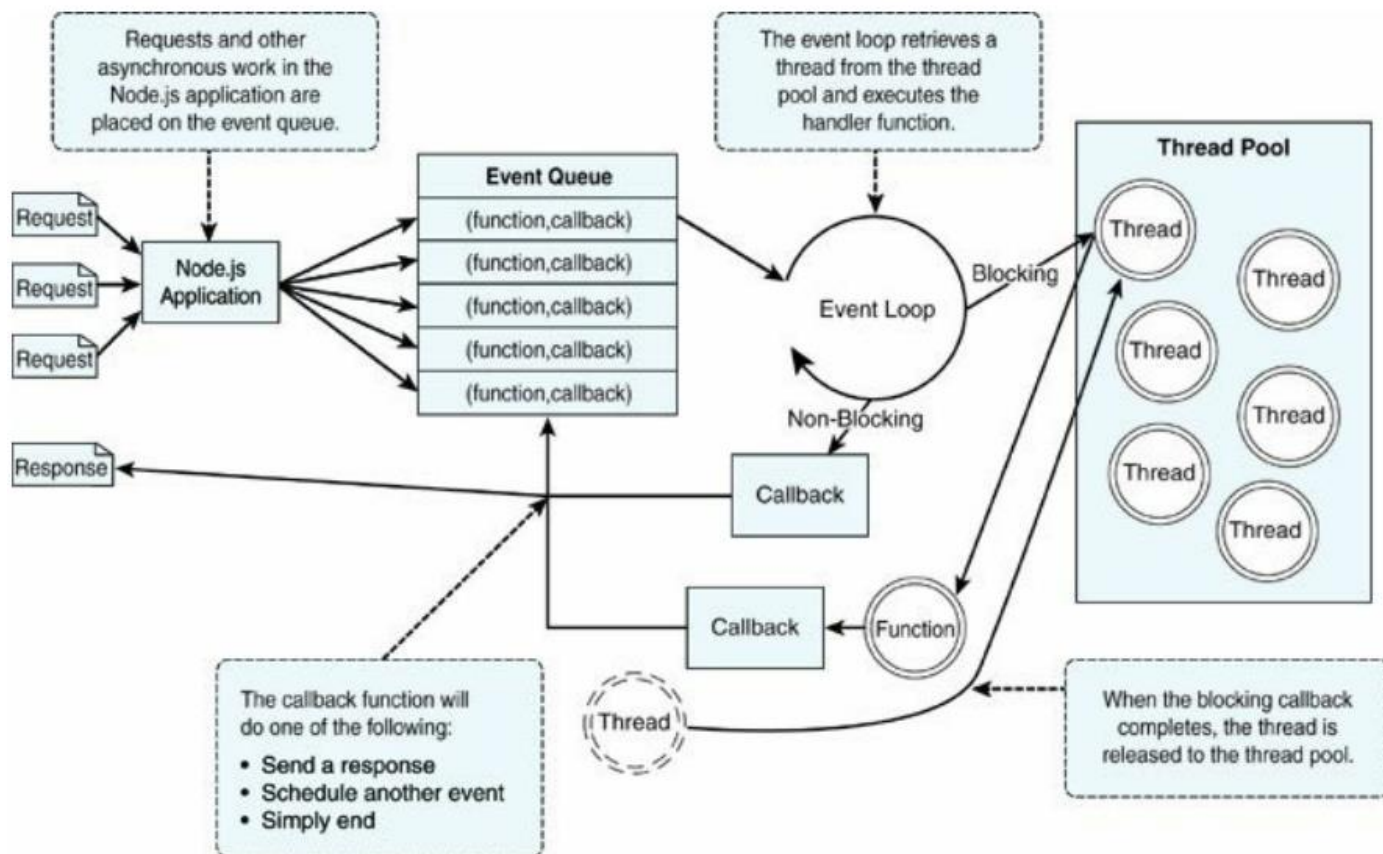 Requests and other
asynchronous work in the
Node.js application are
placed on the event queue.
The event loop retrieves a
thread from the thread
pool and executes the
handler function.
Request
Request
Request
Node.js
Application
Event Queue
(function,callback)
(function,callback)
(function,callback)
(function,callback)
(function,callback)
Event Loop
Blocking
Non-Blocking
Thread Pool
Thread
Thread
Thread
Thread
Thread
Thread
Response
Callback
Callback
Function
Thread
The callback function will
do one of the following:
• Send a response
• Schedule another event
• Simply end
When the blocking callback
completes, the thread is
released to the thread pool.